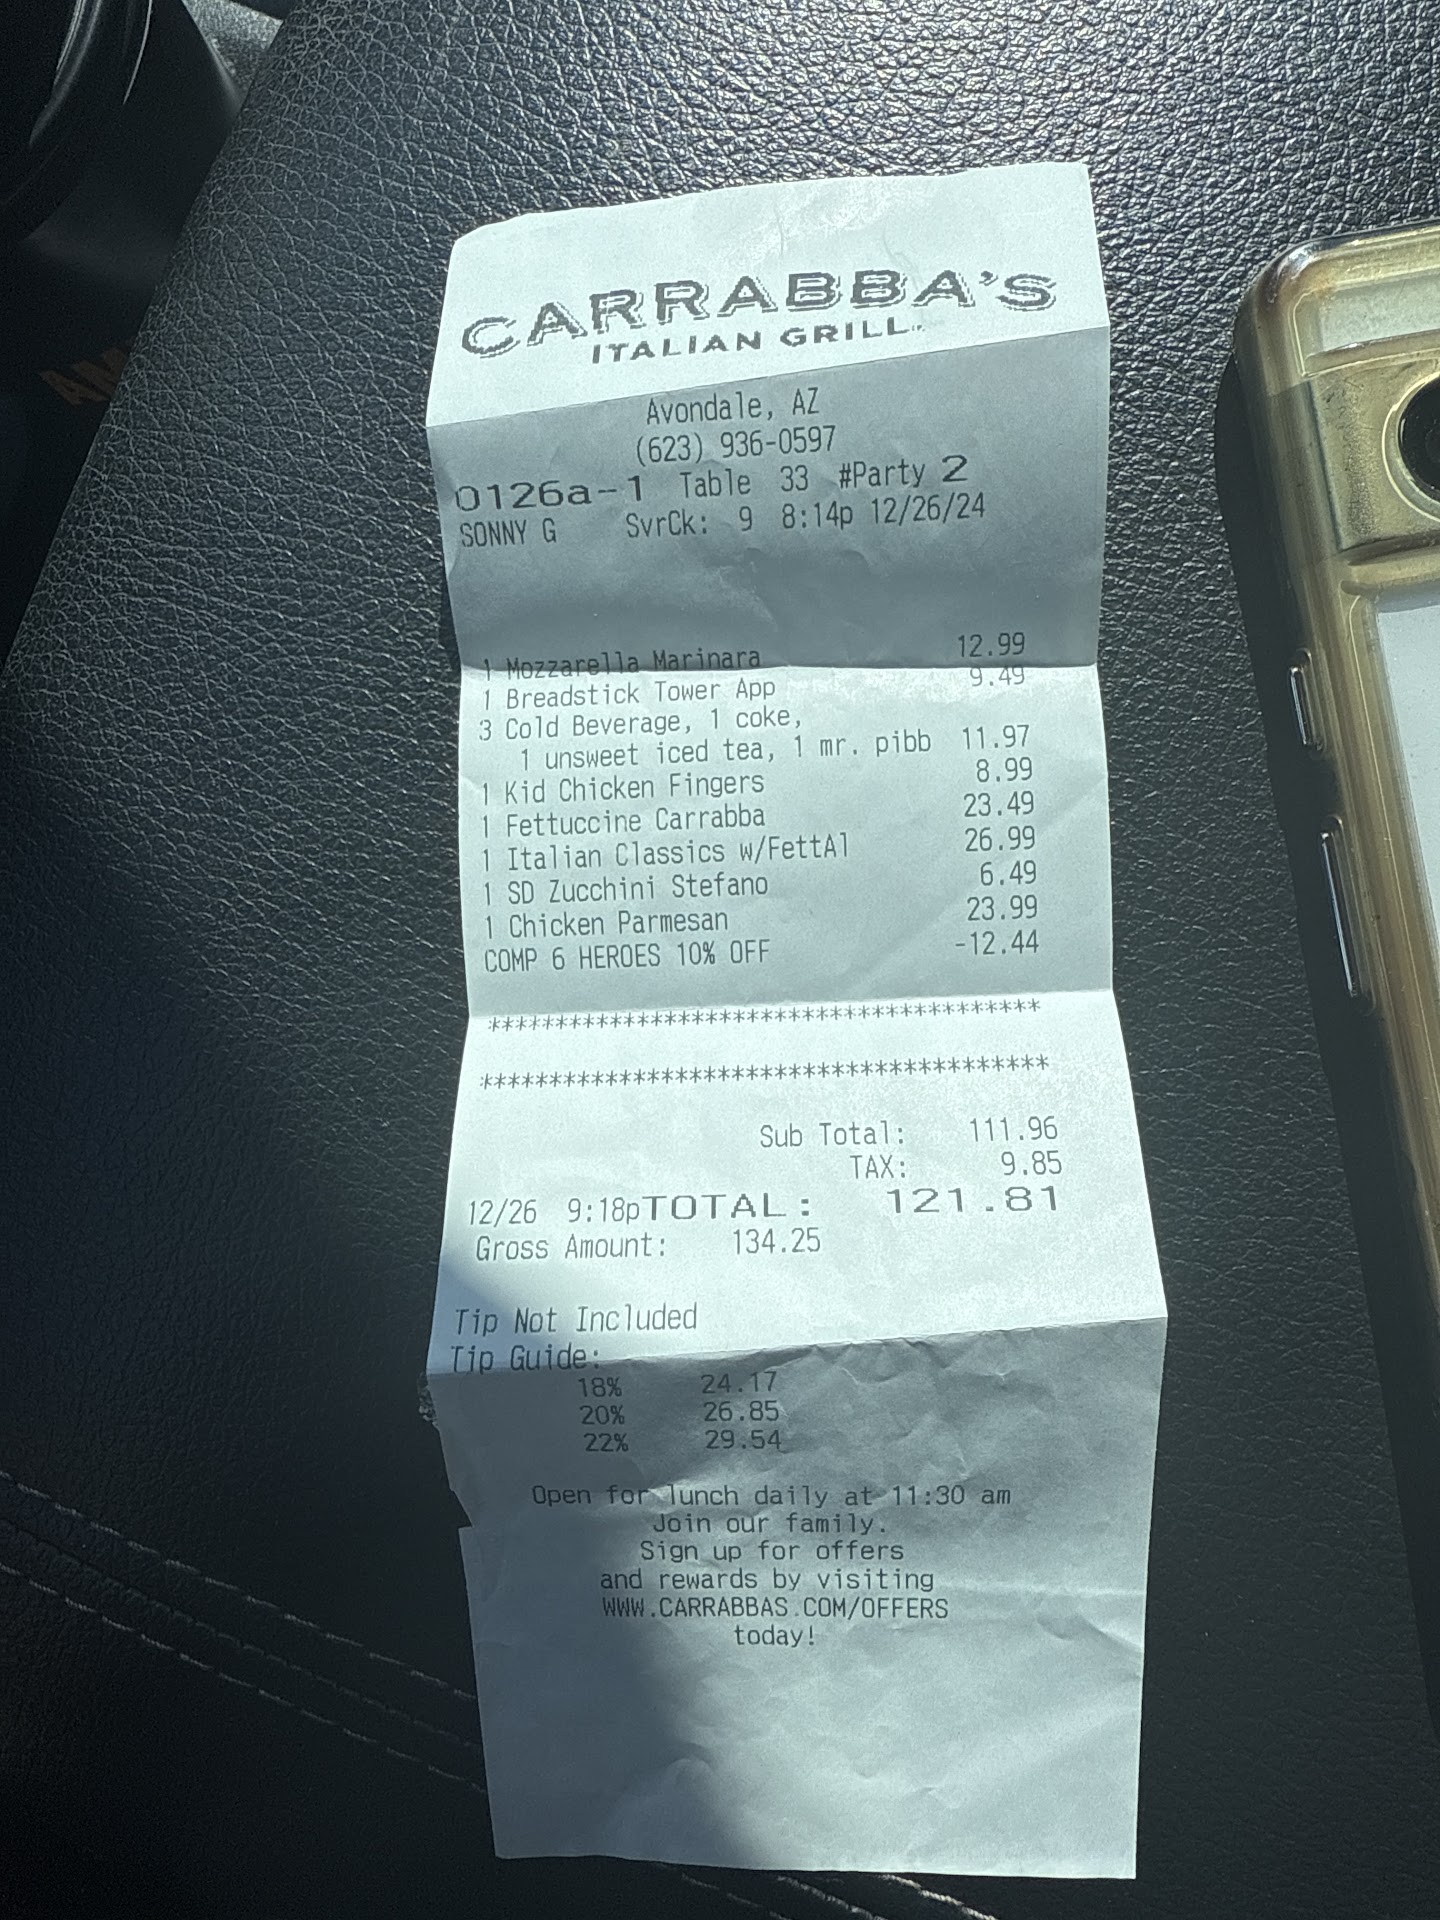 CARRABBA'S
ITALIAN GRILL
Avondale, AZ
(623) 936-0597
0126a-1 Table 33 #Party 2
SONNY G SvrCk: 9 8:14p 12/26/24
1 Mozzarella Marinara 12.99
1 Breadstick Tower App 9.49
3 Cold Beverage, 1 coke,
1 unsweet iced tea, 1 mr. pibb 11.97
1 Kid Chicken Fingers 8.99
1 Fettuccine Carrabba 23.49
1 Italian Classics w/FettAl 26.99
1 SD Zucchini Stefano 6.49
1 Chicken Parmesan 23.99
COMP 6 HEROES 10% OFF -12.44
****************************************
*****************************************
Sub Total: 111.96
TAX: 9.85
12/26 9:18pTOTAL: 121.81
Gross Amount: 134.25
Tip Not Included
Tip Guide:
18% 24.17
20% 26.85
22% 29.54
Open for lunch daily at 11:30 am
Join our family.
Sign up for offers
and rewards by visiting
WWW.CARRABBAS.COM/OFFERS
today!